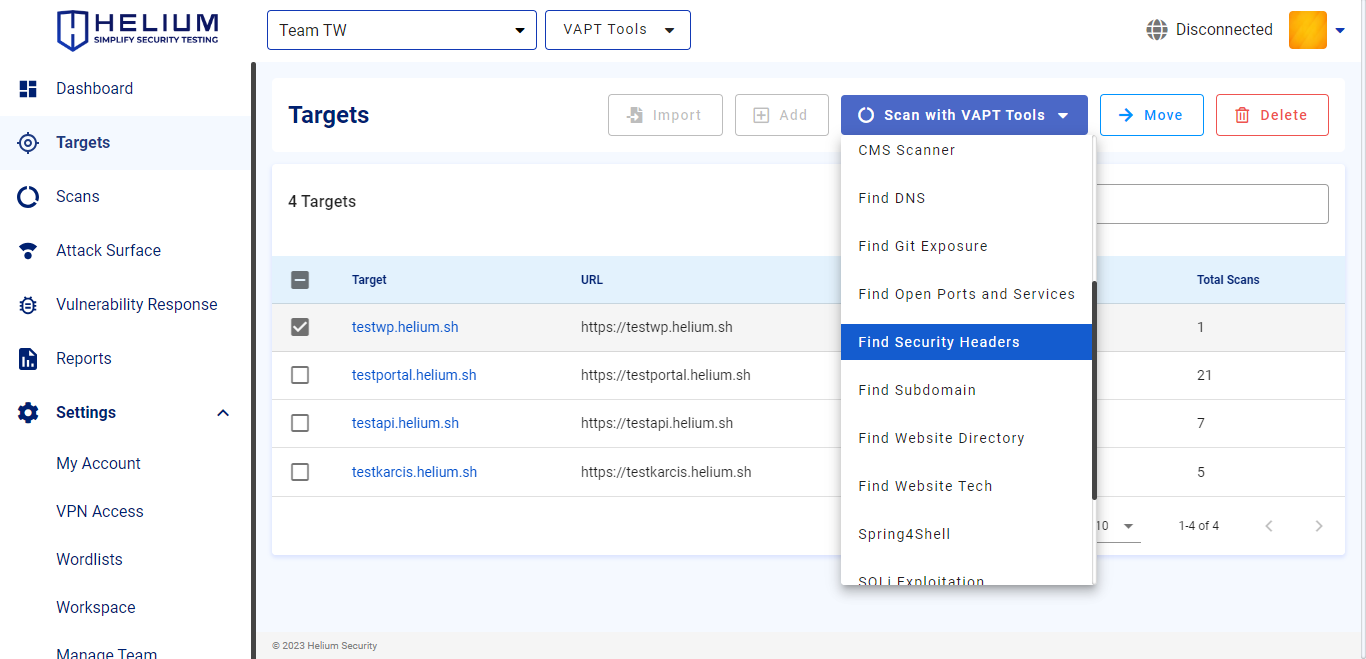 HELIUM
SIMPLIFY SECURITY TESTING
Team TW
VAPT Tools
Disconnected
Dashboard
Targets
Scans
Attack Surface
Vulnerability Response
Reports
Settings
My Account
VPN Access
Wordlists
Workspace
Manage Team
Targets
Import
Add
Scan with VAPT Tools
Move
Delete
CMS Scanner
Find DNS
Find Git Exposure
Find Open Ports and Services
Find Security Headers
Find Subdomain
Find Website Directory
Find Website Tech
Spring4Shell
SQLi Exploitation
4 Targets
Target URL Total Scans
testwp.helium.sh https://testwp.helium.sh 1
testportal.helium.sh https://testportal.helium.sh 21
testapi.helium.sh https://testapi.helium.sh 7
testkarcis.helium.sh https://testkarcis.helium.sh 5
10 1-4 of 4
© 2023 Helium Security